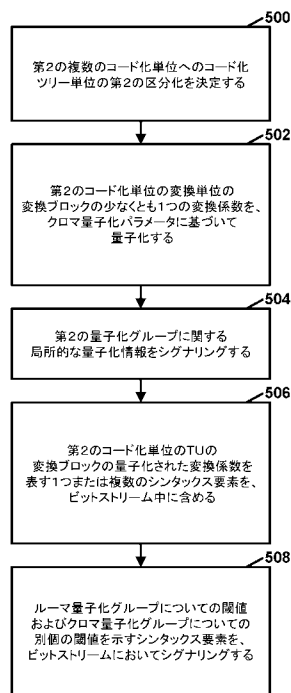 500
第2の複数のコード化単位へのコード化
ツリー単位の第2の区分化を決定する
502
第2のコード化単位の変換単位の
変換ブロックの少なくとも1つの変換係数を、
クロマ量子化パラメータに基づいて
量子化する
504
第2の量子化グループに関する
局所的な量子化情報をシグナリングする
506
第2のコード化単位のTUの
変換ブロックの量子化された変換係数を
表す1つまたは複数のシンタックス要素を、
ビットストリーム中に含める
508
ルーマ量子化グループについての閾値
およびクロマ量子化グループについての
別個の閾値を示すシンタックス要素を、
ビットストリームにおいてシグナリングする